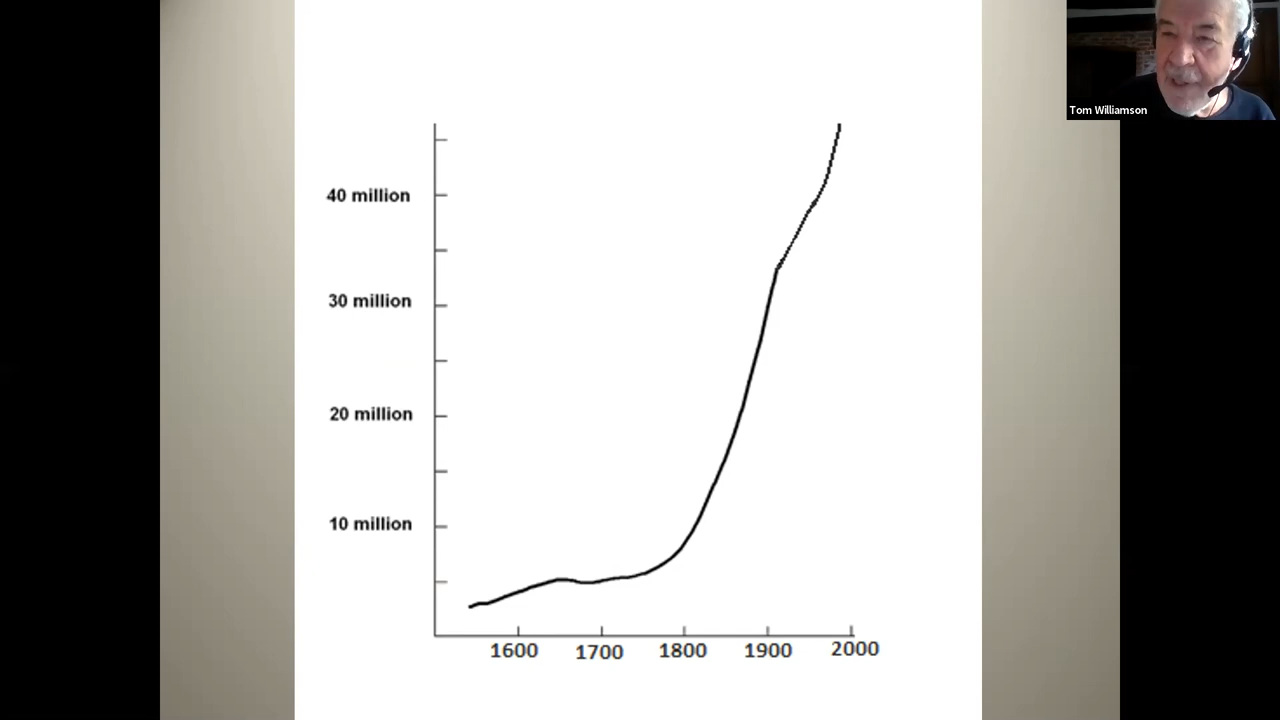 Tom Williamson
40 million
30 million
20 million
10 million
1600 1700 1800 1900 2000